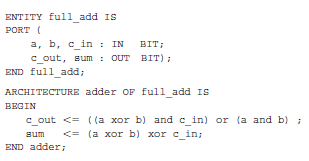 ENTITY full_add IS
PORT (
a, b, c_in : IN BIT;
c_out, sum : OUT BIT);
END full_add;
ARCHITECTURE adder OF full_add IS
BEGIN
c_out <= ((a xor b) and c_in) or (a and b) ;
sum <= (a xor b) xor c_in;
END adder;